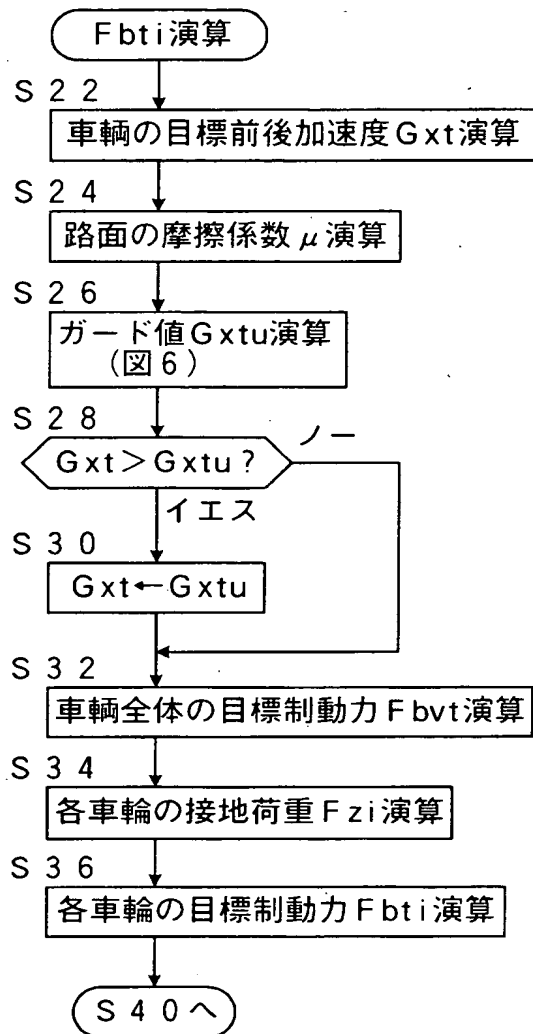 Fbti演算
S22
車輌の目標前後加速度Gxt演算
S24
路面の摩擦係数μ演算
S26
ガード値Gxtu演算
(図6)
S28
Gxt>Gxtu?
ノー
イエス
S30
Gxt←Gxtu
S32
車輌全体の目標制動力Fbvt演算
S34
各車輪の接地荷重Fzi演算
S36
各車輪の目標制動力Fbti演算
S40へ